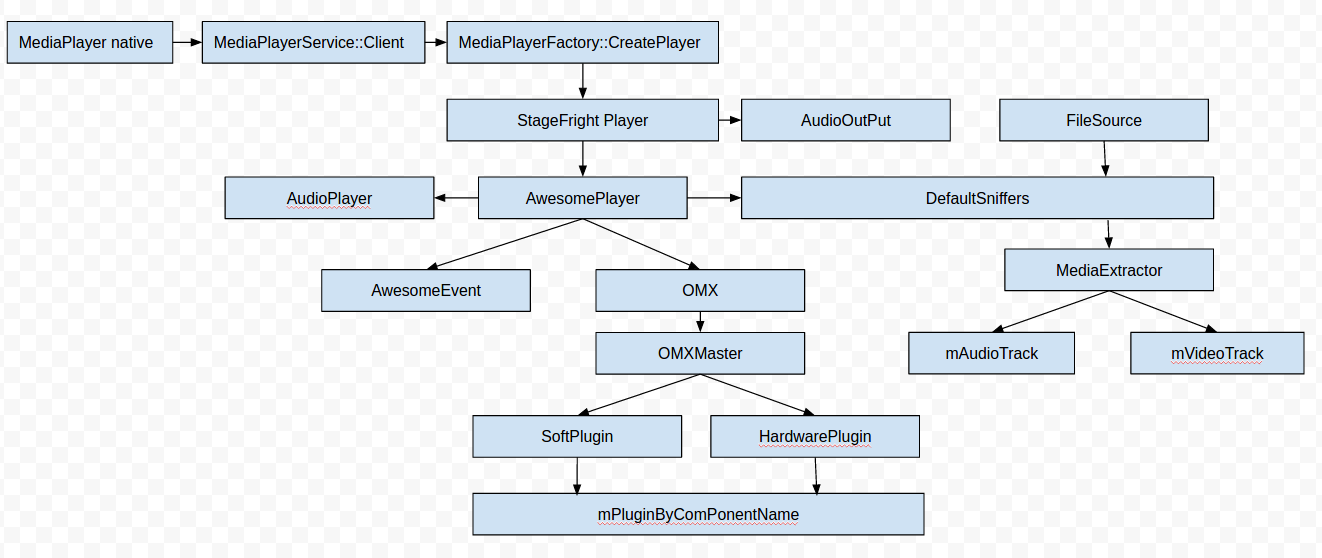 MediaPlayer native
MediaPlayerService::Client
MediaPlayerFactory::CreatePlayer
StageFright Player
AudioOutPut
FileSource
AudioPlayer
AwesomePlayer
DefaultSniffers
AwesomeEvent
OMX
MediaExtractor
OMXMaster
mAudioTrack
mVideoTrack
SoftPlugin
HardwarePlugin
mPluginByComPonentName